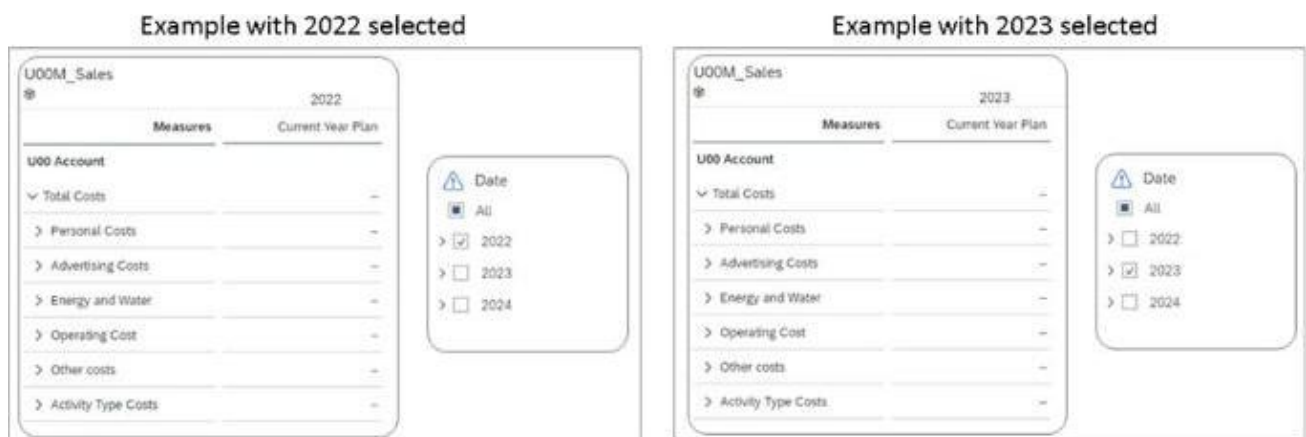 Example with 2022 selected
U00M_Sales
2022
Measures Current Year Plan
U00 Account
Total Costs –
Personal Costs –
Advertising Costs –
Energy and Water –
Operating Cost –
Other costs –
Activity Type Costs –
Date
All
2022
2023
2024
Example with 2023 selected
U00M_Sales
2023
Measures Current Year Plan
U00 Account
Total Costs –
Personal Costs –
Advertising Costs –
Energy and Water –
Operating Cost –
Other costs –
Activity Type Costs –
Date
All
2022
2023
2024